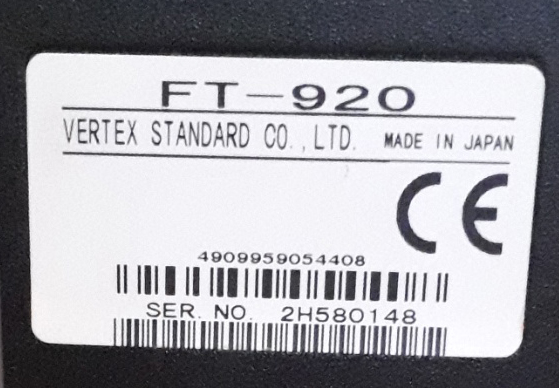 FT-920
VERTEX STANDARD CO.,LTD. MADE IN JAPAN
CE
4909959054408
SER. NO. 2H580148